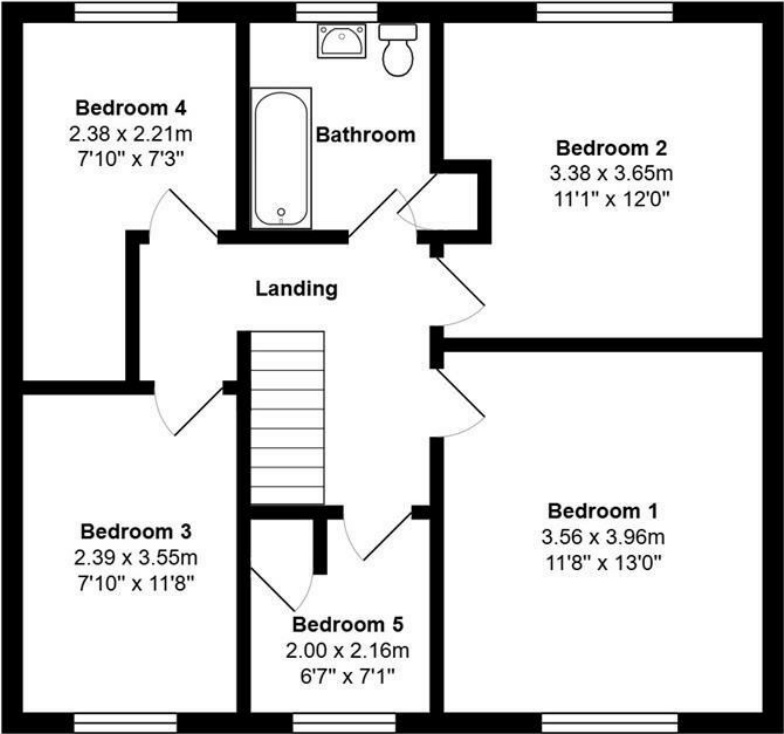 Bedroom 4
2.38 x 2.21m
7'10" x 7'3"
Bathroom
Bedroom 2
3.38 x 3.65m
11'1" x 12'0"
Landing
Bedroom 3
2.39 x 3.55m
7'10" x 11'8"
Bedroom 5
2.00 x 2.16m
6'7" x 7'1"
Bedroom 1
3.56 x 3.96m
11'8" x 13'0"